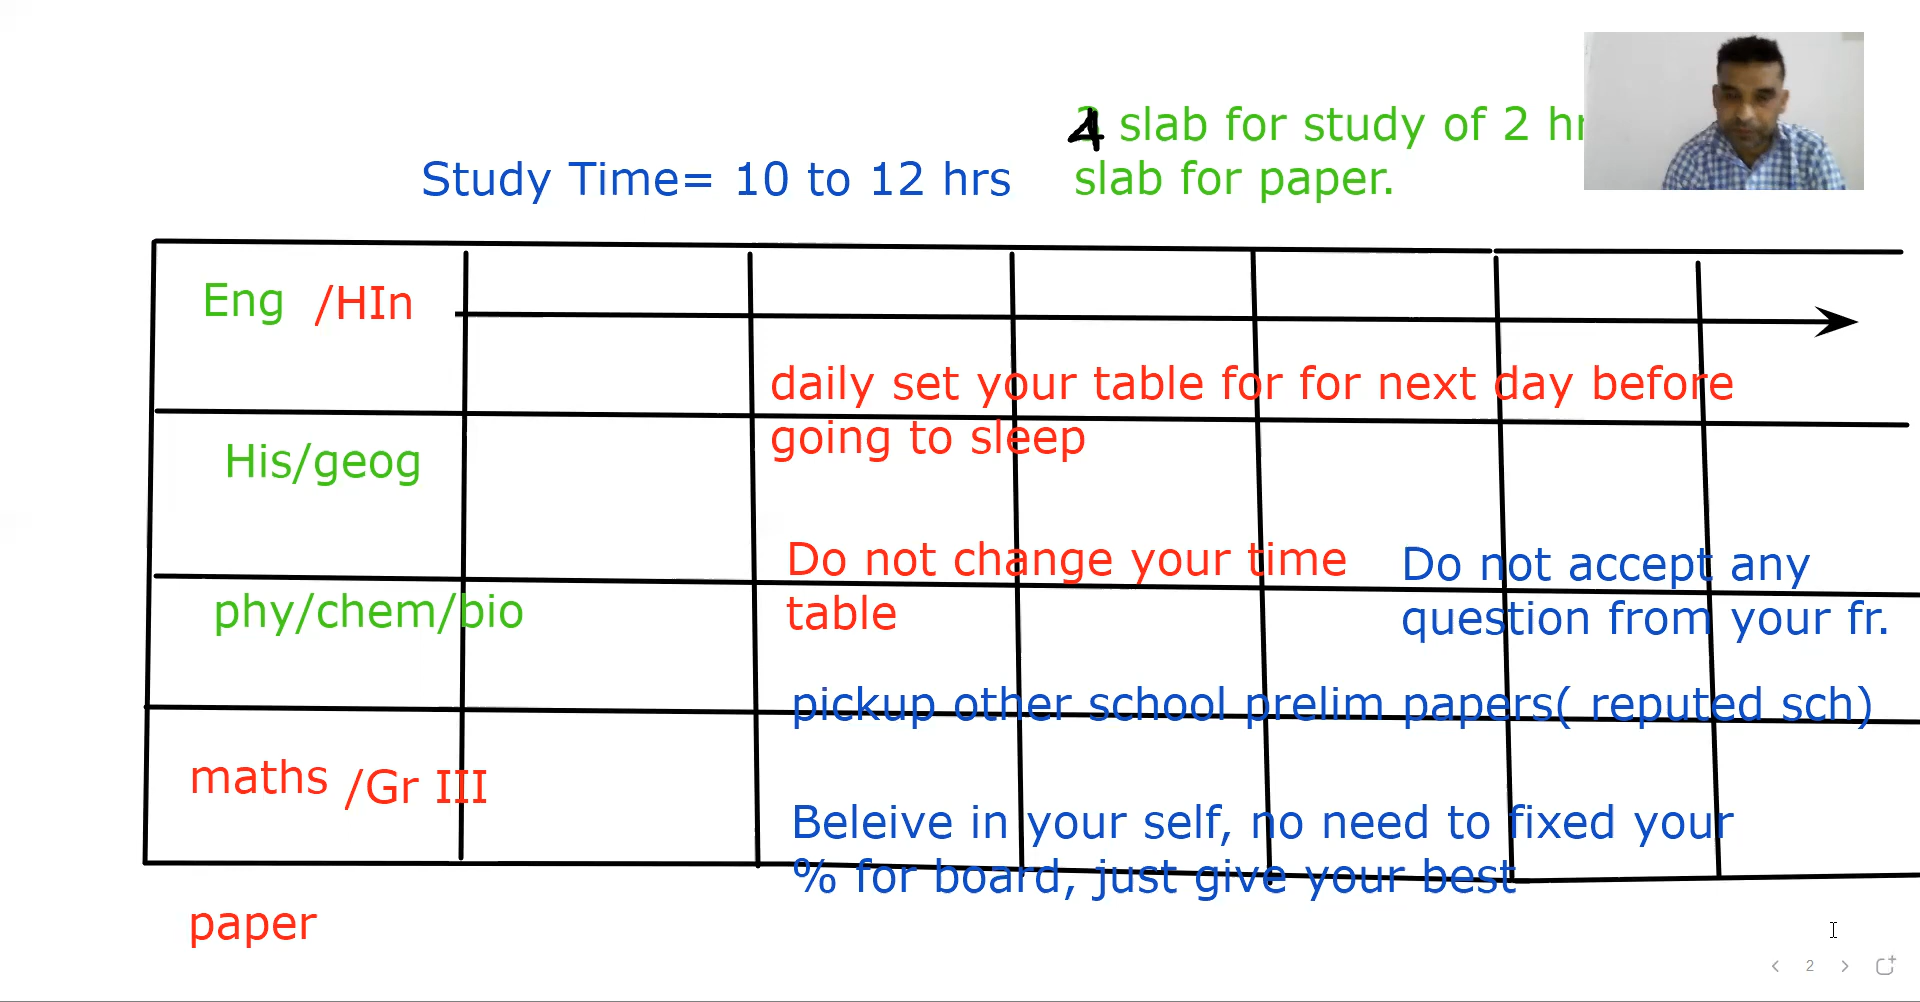 4 slab for study of 2 hr
Study Time= 10 to 12 hrs
slab for paper.
Eng /HIn
daily set your table for for next day before
going to sleep
His/geog
Do not change your time
table
Do not accept any
question from your fr.
phy/chem/bio
pickup other school prelim papers( reputed sch)
maths /Gr III
Beleive in your self, no need to fixed your
% for board, just give your best
paper
2